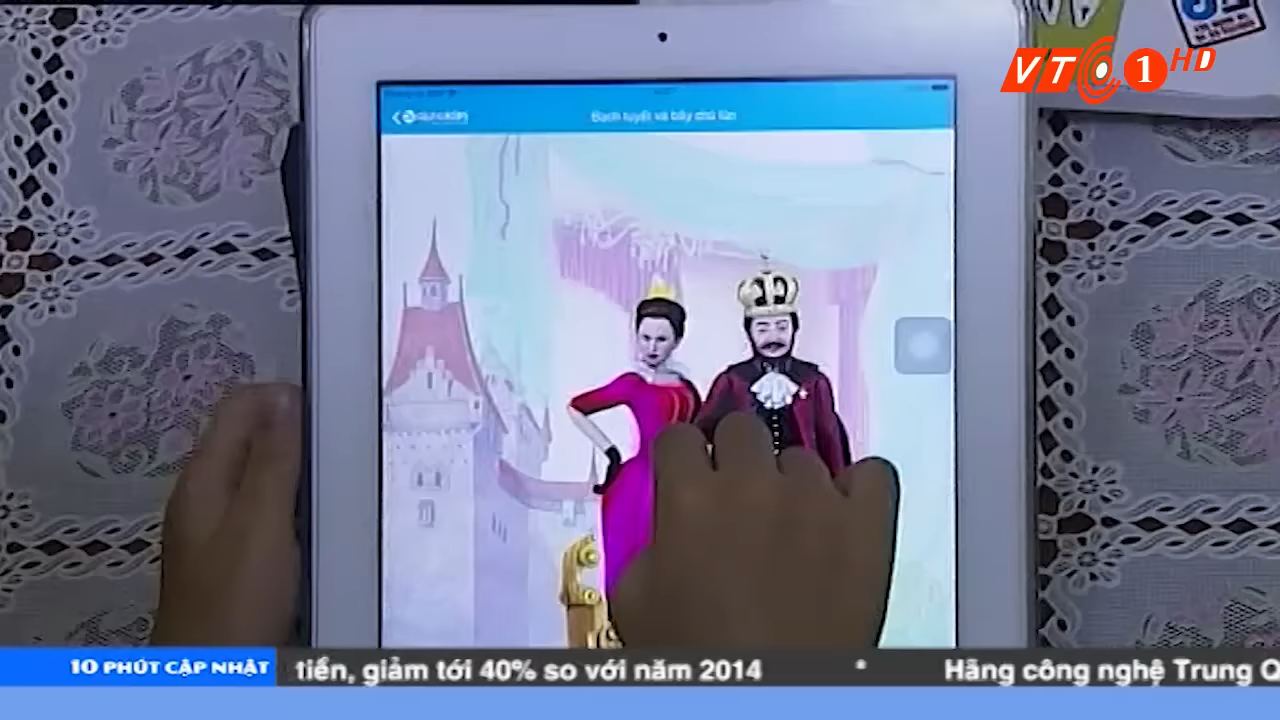 VTC1 HD
Bạch tuyết và bảy chú lùn
10 PHÚT CẬP NHẬT
tiền, giảm tới 40% so với năm 2014 * Hãng công nghệ Trung Q